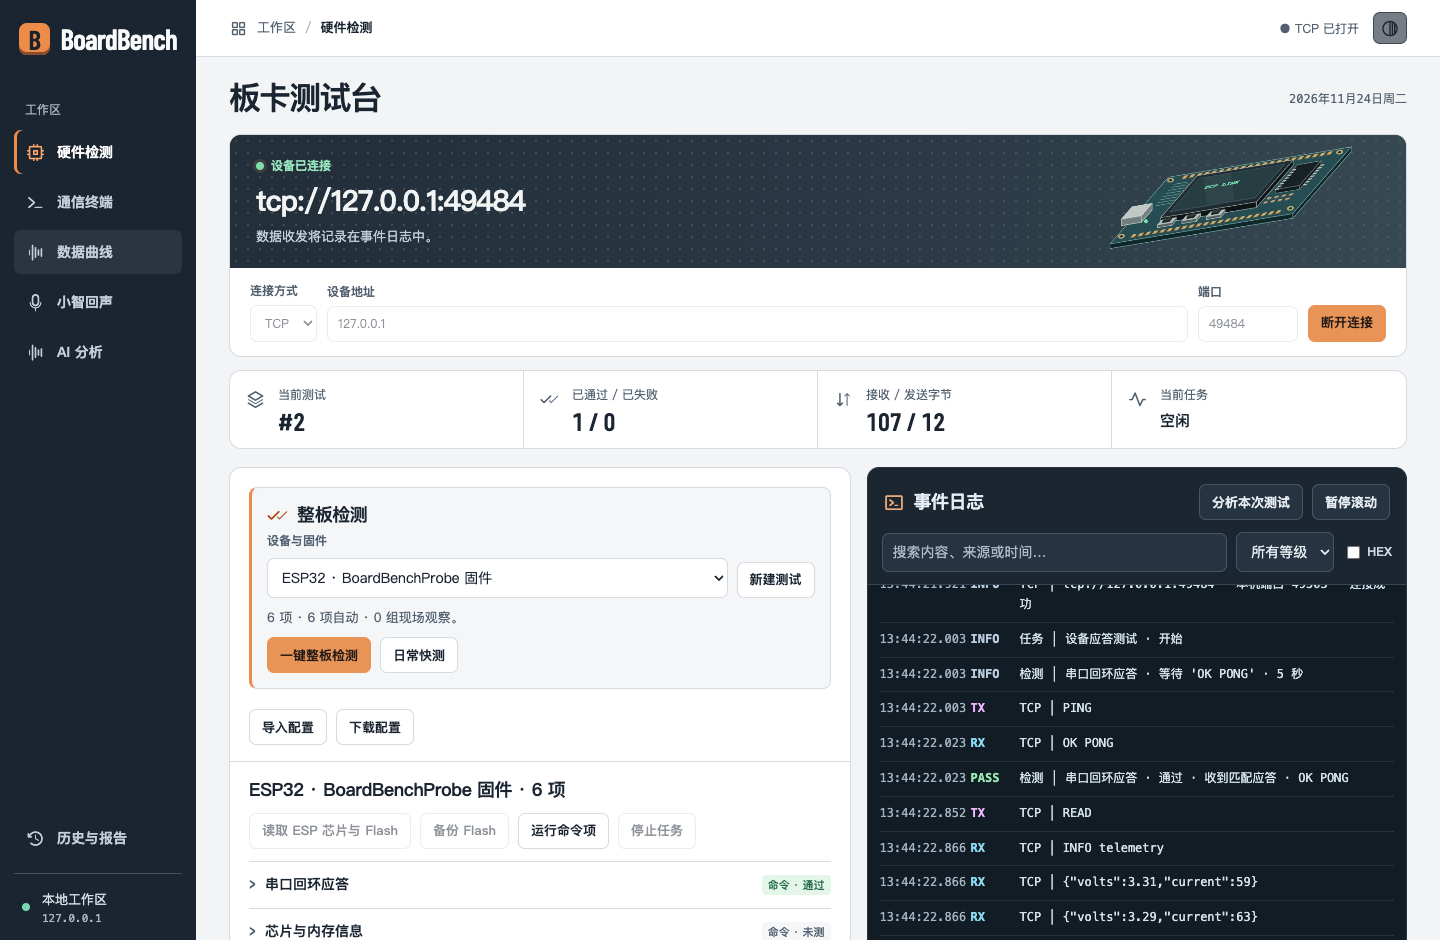 BoardBench
工作区
硬件检测
通信终端
数据曲线
小智回声
AI 分析
历史与报告
本地工作区
127.0.0.1
工作区 / 硬件检测
TCP 已打开
板卡测试台
2026年11月24日周二
设备已连接
tcp://127.0.0.1:49484
数据收发将记录在事件日志中。
TCP LINK
连接方式
设备地址
端口
TCP
127.0.0.1
49484
断开连接
当前测试
#2
已通过 / 已失败
1 / 0
接收 / 发送字节
107 / 12
当前任务
空闲
整板检测
设备与固件
ESP32 · BoardBenchProbe 固件
新建测试
6 项 · 6 项自动 · 0 组现场观察。
一键整板检测
日常快测
导入配置
下载配置
ESP32 · BoardBenchProbe 固件 · 6 项
读取 ESP 芯片与 Flash
备份 Flash
运行命令项
停止任务
串口回环应答
命令 · 通过
芯片与内存信息
命令 · 未测
事件日志
分析本次测试
暂停滚动
搜索内容、来源或时间...
所有等级
HEX
功
13:44:22.003 INFO 任务 │ 设备应答测试 · 开始
13:44:22.003 INFO 检测 │ 串口回环应答 · 等待 'OK PONG' · 5 秒
13:44:22.003 TX TCP │ PING
13:44:22.023 RX TCP │ OK PONG
13:44:22.023 PASS 检测 │ 串口回环应答 · 通过 · 收到匹配应答 · OK PONG
13:44:22.852 TX TCP │ READ
13:44:22.866 RX TCP │ INFO telemetry
13:44:22.866 RX TCP │ {"volts":3.31,"current":59}
13:44:22.866 RX TCP │ {"volts":3.29,"current":63}